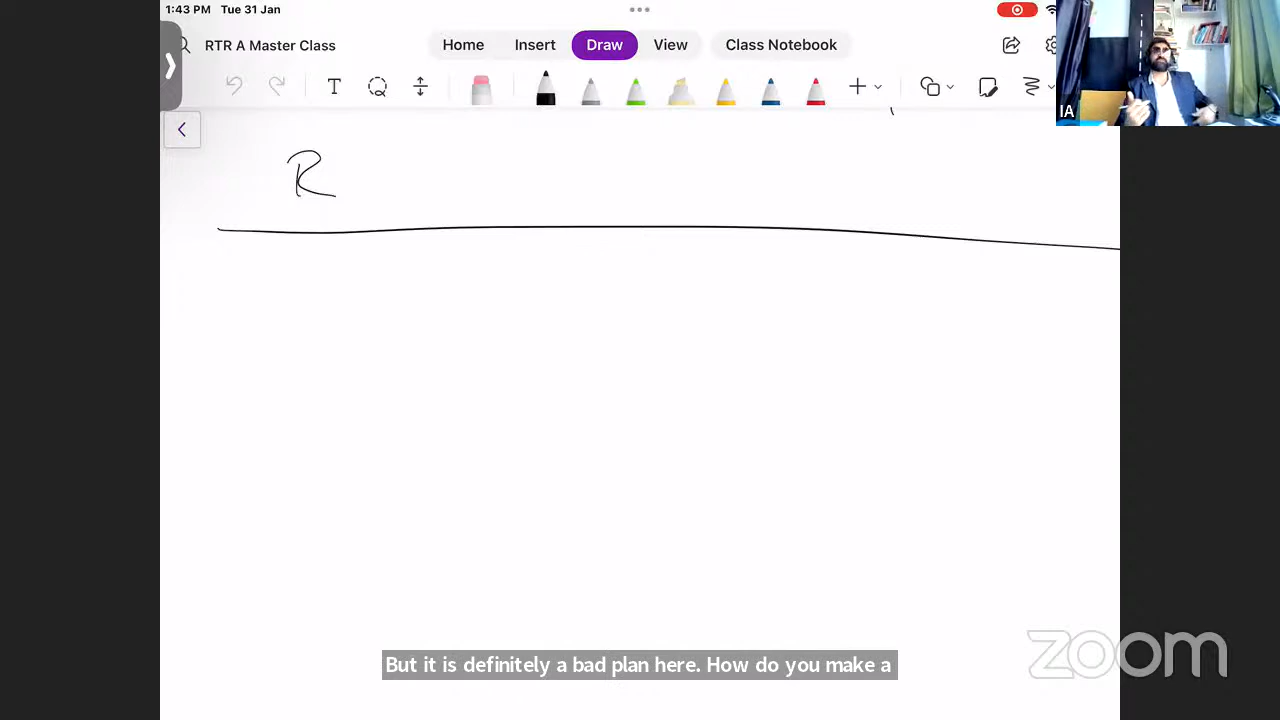 1:43 PM Tue 31 Jan
RTR A Master Class
Home Insert Draw View Class Notebook
T
IA
R
But it is definitely a bad plan here. How do you make a
zoom